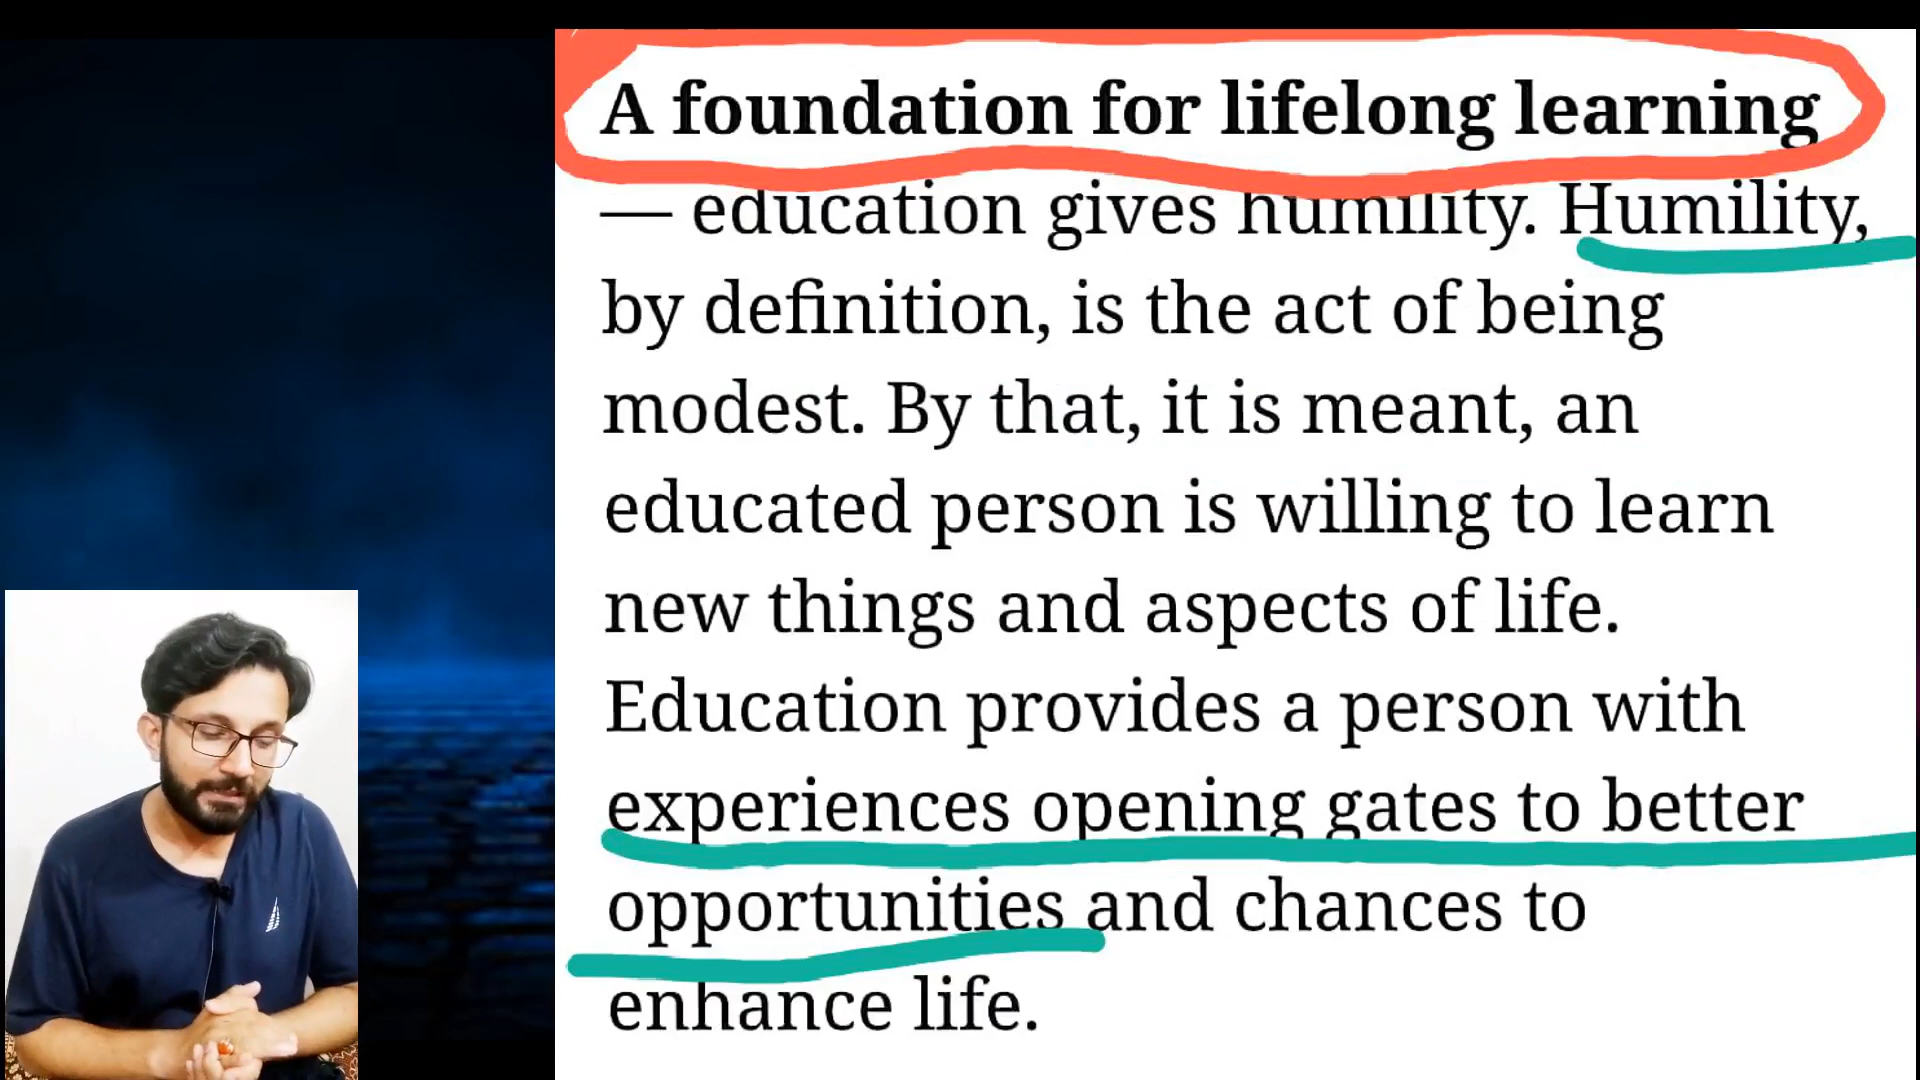 A foundation for lifelong learning
— education gives humility. Humility,
by definition, is the act of being
modest. By that, it is meant, an
educated person is willing to learn
new things and aspects of life.
Education provides a person with
experiences opening gates to better
opportunities and chances to
enhance life.